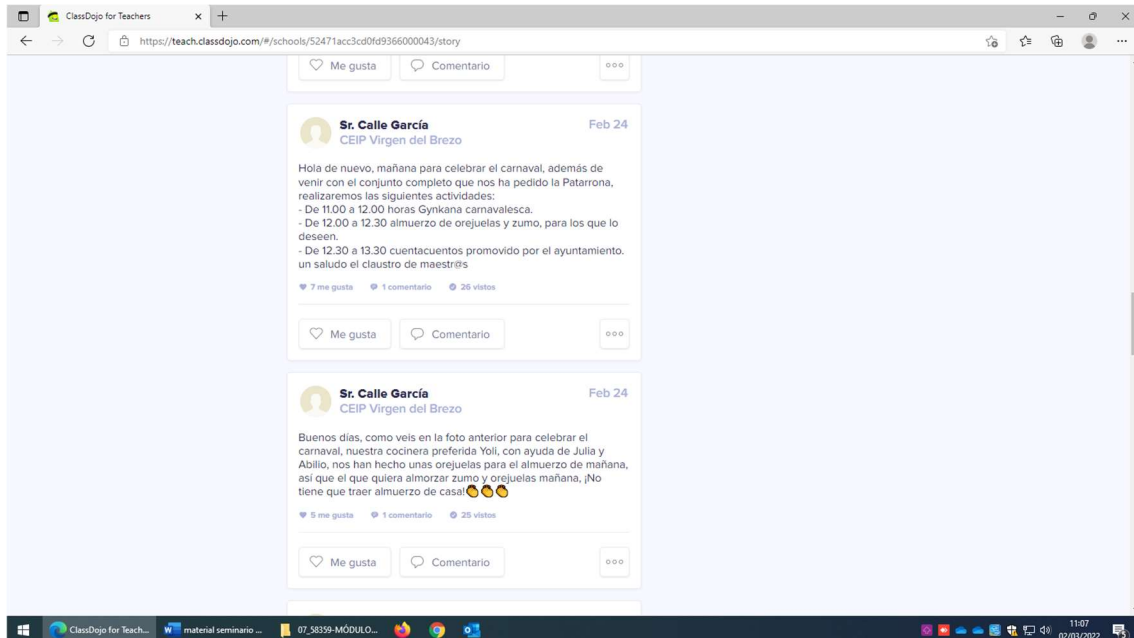 ClassDojo for Teachers
https://teach.classdojo.com/#/schools/52471acc3cd0fd9366000043/story
Me gusta Comentario
Sr. Calle García Feb 24
CEIP Virgen del Brezo
Hola de nuevo, mañana para celebrar el carnaval, además de
venir con el conjunto completo que nos ha pedido la Patarrona,
realizaremos las siguientes actividades:
- De 11.00 a 12.00 horas Gynkana carnavalesca.
- De 12.00 a 12.30 almuerzo de orejuelas y zumo, para los que lo
deseen.
- De 12.30 a 13.30 cuentacuentos promovido por el ayuntamiento.
un saludo el claustro de maestr@s
7 me gusta 1 comentario 26 vistos
Me gusta Comentario
Sr. Calle García Feb 24
CEIP Virgen del Brezo
Buenos días, como veis en la foto anterior para celebrar el
carnaval, nuestra cocinera preferida Yoli, con ayuda de Julia y
Abilio, nos han hecho unas orejuelas para el almuerzo de mañana,
así que el que quiera almorzar zumo y orejuelas mañana, ¡No
tiene que traer almuerzo de casa!👏👏👏
5 me gusta 1 comentario 25 vistos
Me gusta Comentario
ClassDojo for Teach... material seminario ... 07_58359-MÓDULO... 11:07
02/03/2022